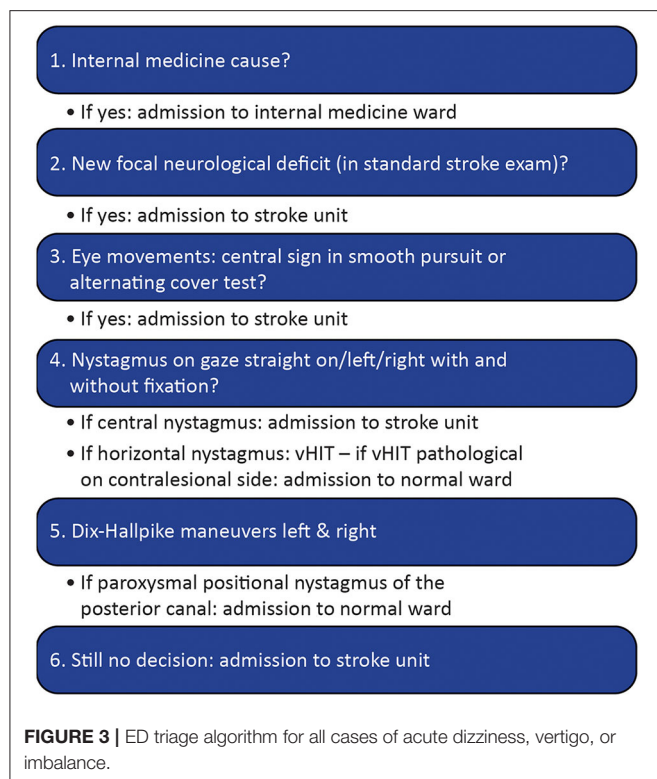 1. Internal medicine cause?
• If yes: admission to internal medicine ward
2. New focal neurological deficit (in standard stroke exam)?
• If yes: admission to stroke unit
3. Eye movements: central sign in smooth pursuit or
alternating cover test?
• If yes: admission to stroke unit
4. Nystagmus on gaze straight on/left/right with and
without fixation?
• If central nystagmus: admission to stroke unit
• If horizontal nystagmus: vHIT – if vHIT pathological
on contralesional side: admission to normal ward
5. Dix-Hallpike maneuvers left & right
• If paroxysmal positional nystagmus of the
posterior canal: admission to normal ward
6. Still no decision: admission to stroke unit
FIGURE 3 | ED triage algorithm for all cases of acute dizziness, vertigo, or
imbalance.